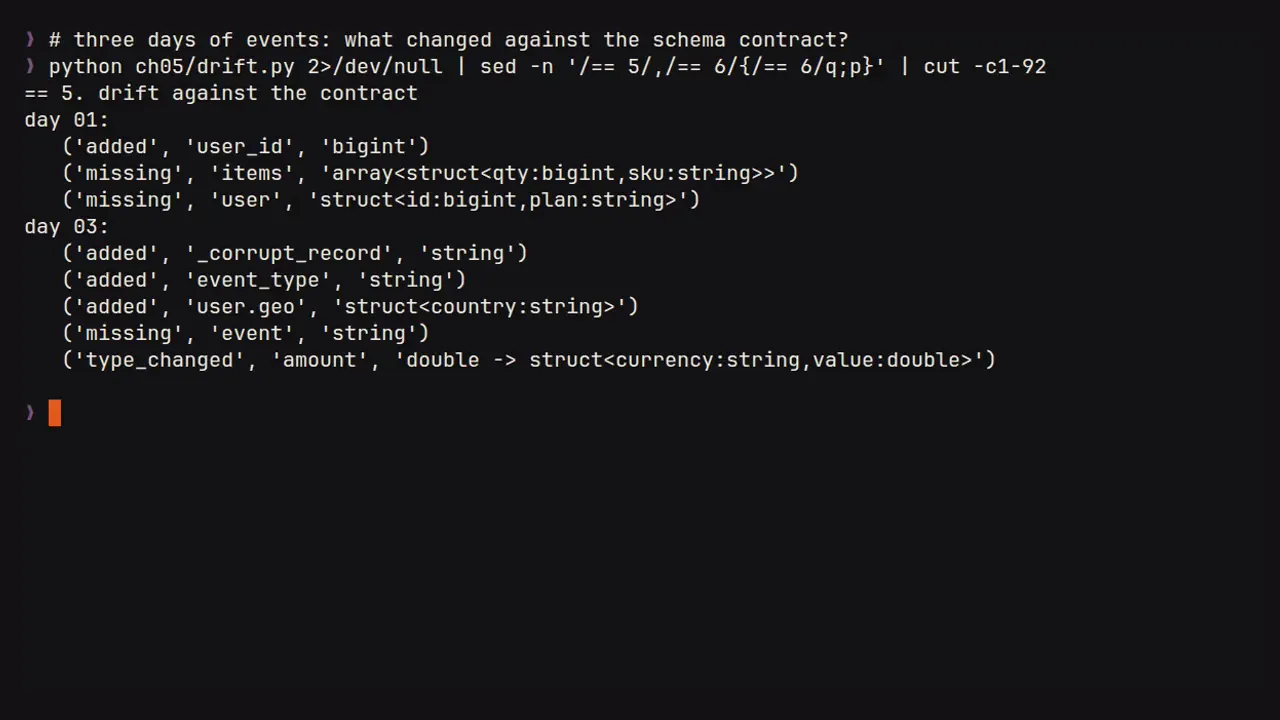 ❯ # three days of events: what changed against the schema contract?
❯ python ch05/drift.py 2>/dev/null | sed -n '/== 5/,/== 6/{/== 6/q;p}' | cut -c1-92
== 5. drift against the contract
day 01:
   ('added', 'user_id', 'bigint')
   ('missing', 'items', 'array<struct<qty:bigint,sku:string>>')
   ('missing', 'user', 'struct<id:bigint,plan:string>')
day 03:
   ('added', '_corrupt_record', 'string')
   ('added', 'event_type', 'string')
   ('added', 'user.geo', 'struct<country:string>')
   ('missing', 'event', 'string')
   ('type_changed', 'amount', 'double -> struct<currency:string,value:double>')
❯